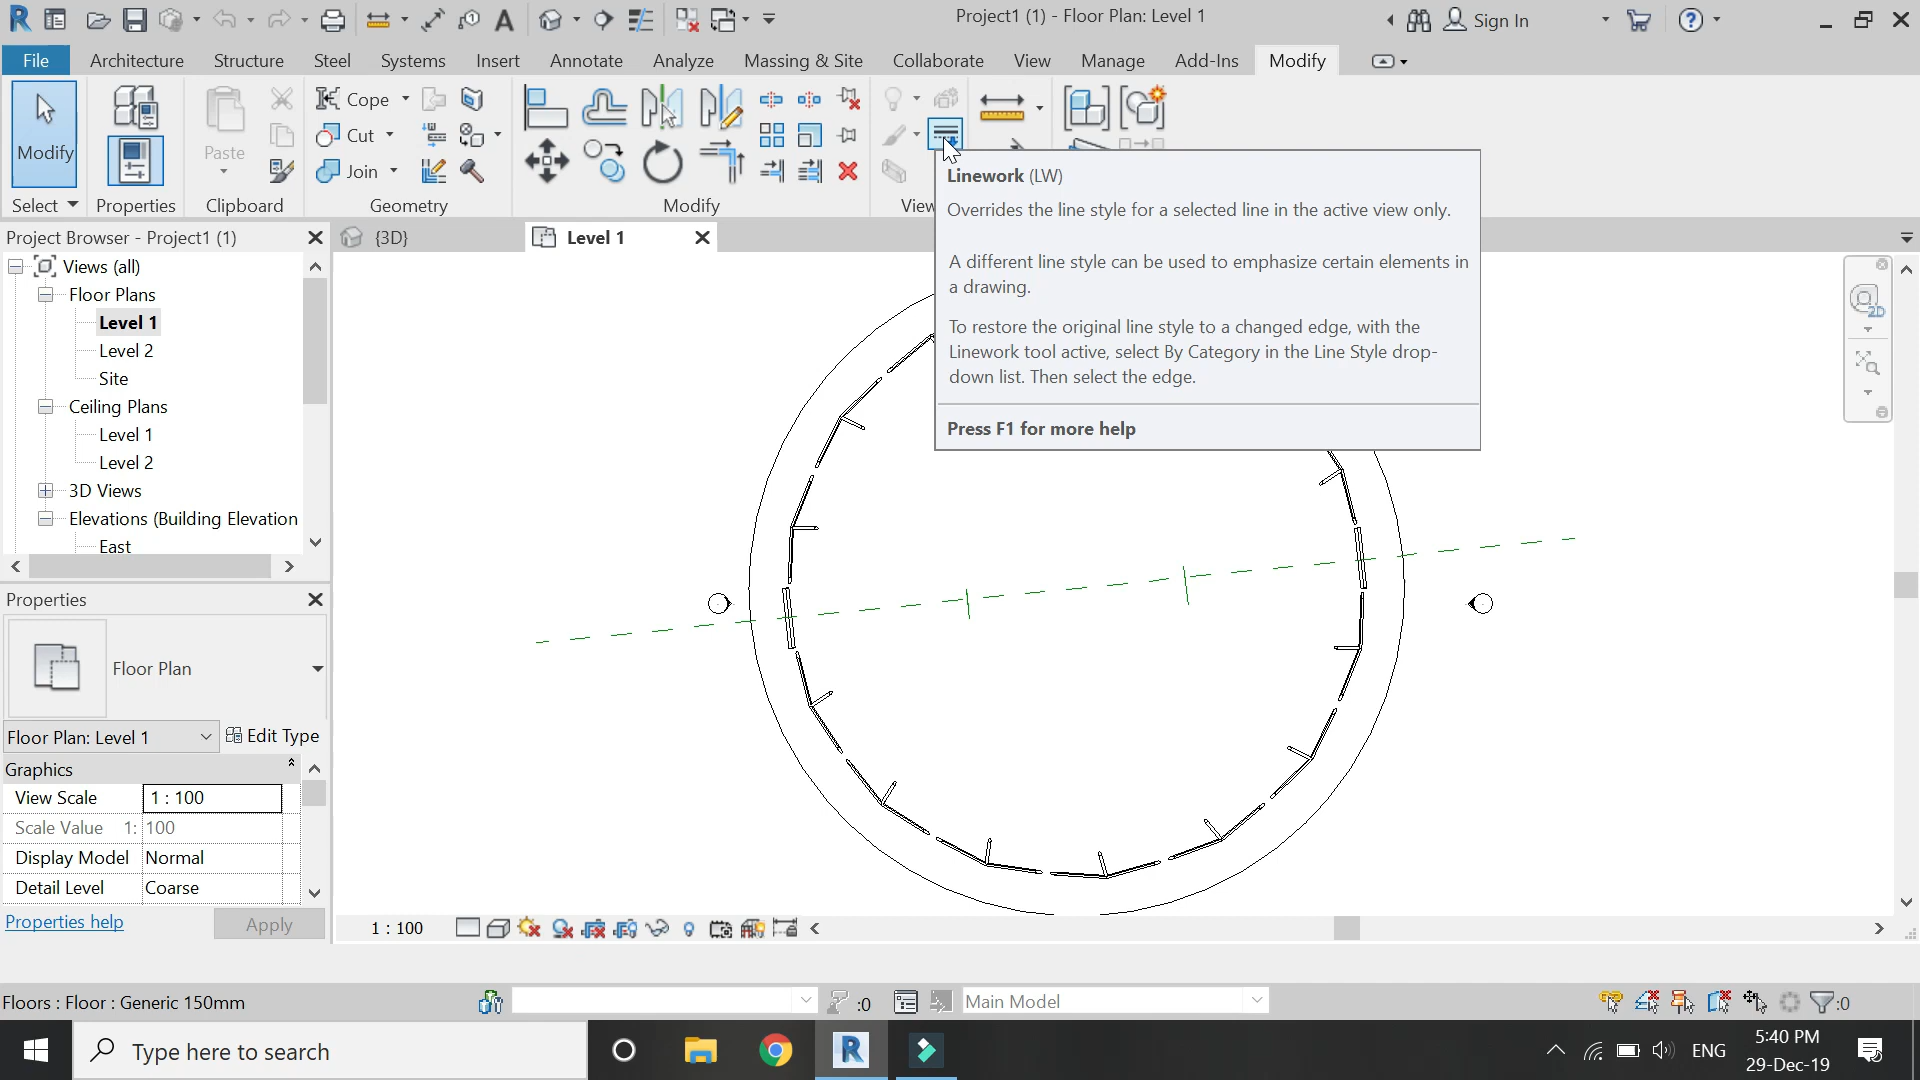 Project1 (1) - Floor Plan: Level 1
Sign In
File
Architecture
Structure
Steel
Systems
Insert
Annotate
Analyze
Massing & Site
Collaborate
View
Manage
Add-Ins
Modify
Modify
Paste
Cope
Cut
Join
Select
Properties
Clipboard
Geometry
Modify
View
Linework (LW)
Overrides the line style for a selected line in the active view only.
A different line style can be used to emphasize certain elements in
a drawing.
To restore the original line style to a changed edge, with the
Linework tool active, select By Category in the Line Style drop-
down list. Then select the edge.
Press F1 for more help
Project Browser - Project1 (1)
{3D}
Level 1
2D
Views (all)
Floor Plans
Level 1
Level 2
Site
Ceiling Plans
Level 1
Level 2
3D Views
Elevations (Building Elevation
East
Properties
Floor Plan
Floor Plan: Level 1
Edit Type
Graphics
View Scale
1 : 100
Scale Value 1:
100
Display Model
Normal
Detail Level
Coarse
Properties help
Apply
1 : 100
Floors : Floor : Generic 150mm
:0
Main Model
:0
Type here to search
ENG
5:40 PM
29-Dec-19